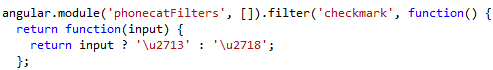 angular.module('phonecatFilters', []).filter('checkmark', function() {
  return function(input) {
    return input ? '\u2713' : '\u2718';
  };